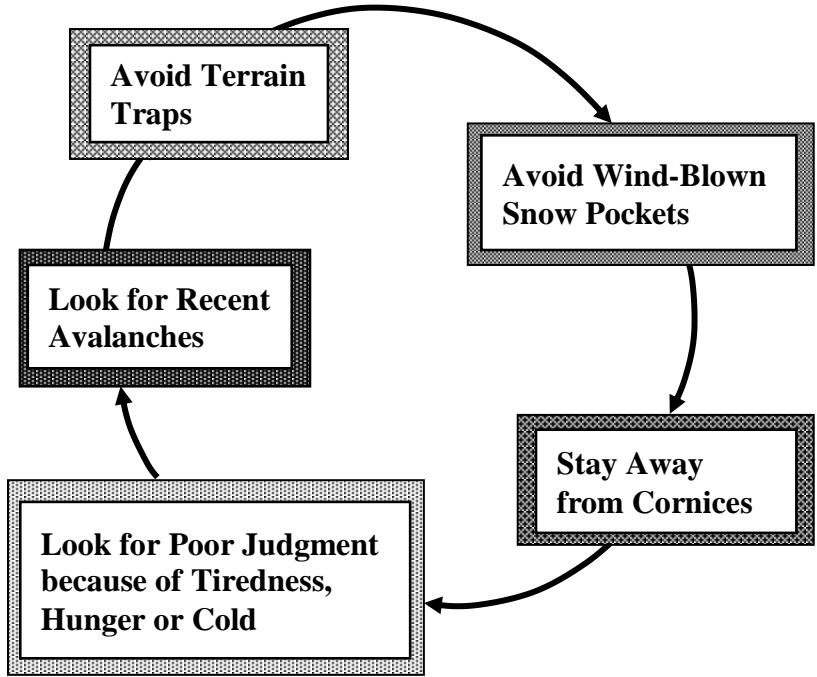 Avoid Terrain
Traps
Avoid Wind-Blown
Snow Pockets
Stay Away
from Cornices
Look for Poor Judgment
because of Tiredness,
Hunger or Cold
Look for Recent
Avalanches